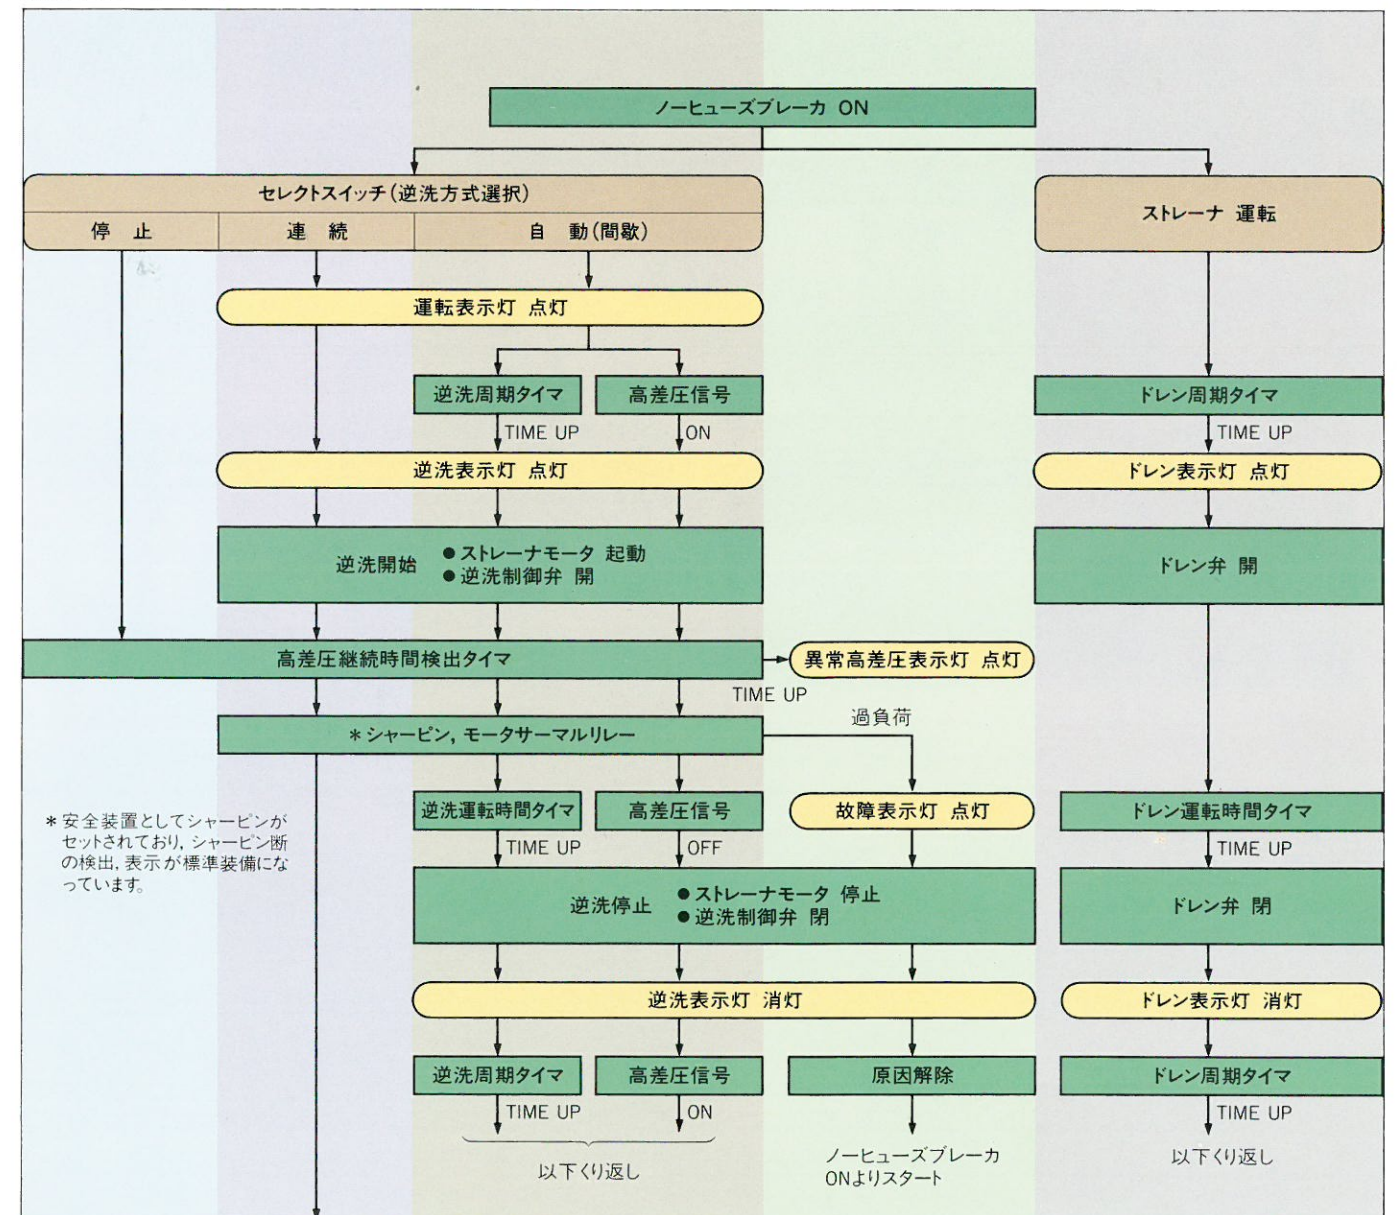 ノーヒューズブレーカ ON
セレクトスイッチ(逆洗方式選択)
停 止
連 続
自 動(間歇)
ストレーナ 運転
運転表示灯 点灯
逆洗周期タイマ
高差圧信号
ドレン周期タイマ
TIME UP
ON
TIME UP
逆洗表示灯 点灯
ドレン表示灯 点灯
逆洗開始
●ストレーナモータ 起動
●逆洗制御弁 開
ドレン弁 開
高差圧継続時間検出タイマ
異常高差圧表示灯 点灯
TIME UP
過負荷
*シャーピン, モータサーマルリレー
逆洗運転時間タイマ
高差圧信号
故障表示灯 点灯
ドレン運転時間タイマ
*安全装置としてシャーピンが
セットされており, シャーピン断
の検出, 表示が標準装備にな
っています。
TIME UP
OFF
TIME UP
逆洗停止
●ストレーナモータ 停止
●逆洗制御弁 閉
ドレン弁 閉
逆洗表示灯 消灯
ドレン表示灯 消灯
逆洗周期タイマ
高差圧信号
原因解除
ドレン周期タイマ
TIME UP
ON
TIME UP
以下くり返し
ノーヒューズブレーカ
ONよりスタート
以下くり返し